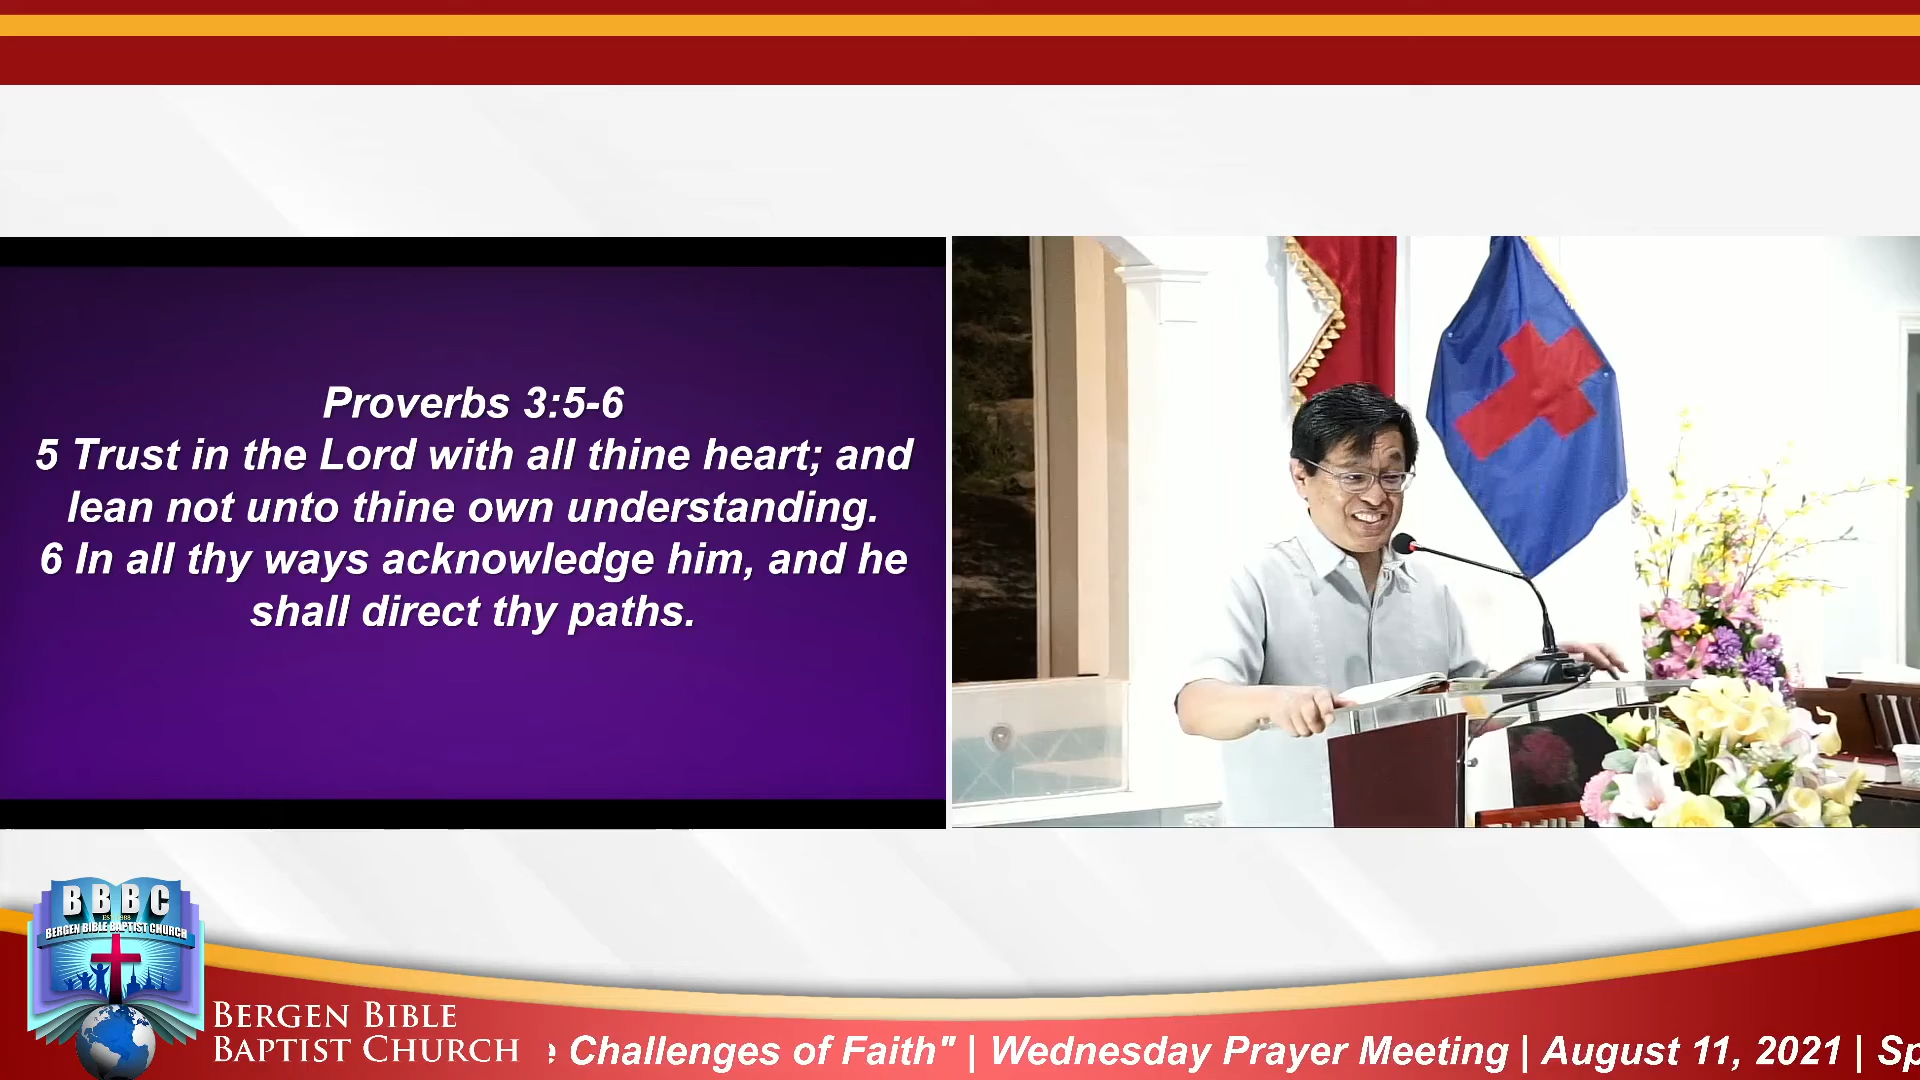 Proverbs 3:5-6
5 Trust in the Lord with all thine heart; and
lean not unto thine own understanding.
6 In all thy ways acknowledge him, and he
shall direct thy paths.
BBBC
BERGEN BIBLE BAPTIST CHURCH
BERGEN BIBLE
BAPTIST CHURCH
Challenges of Faith" | Wednesday Prayer Meeting | August 11, 2021 | Sp